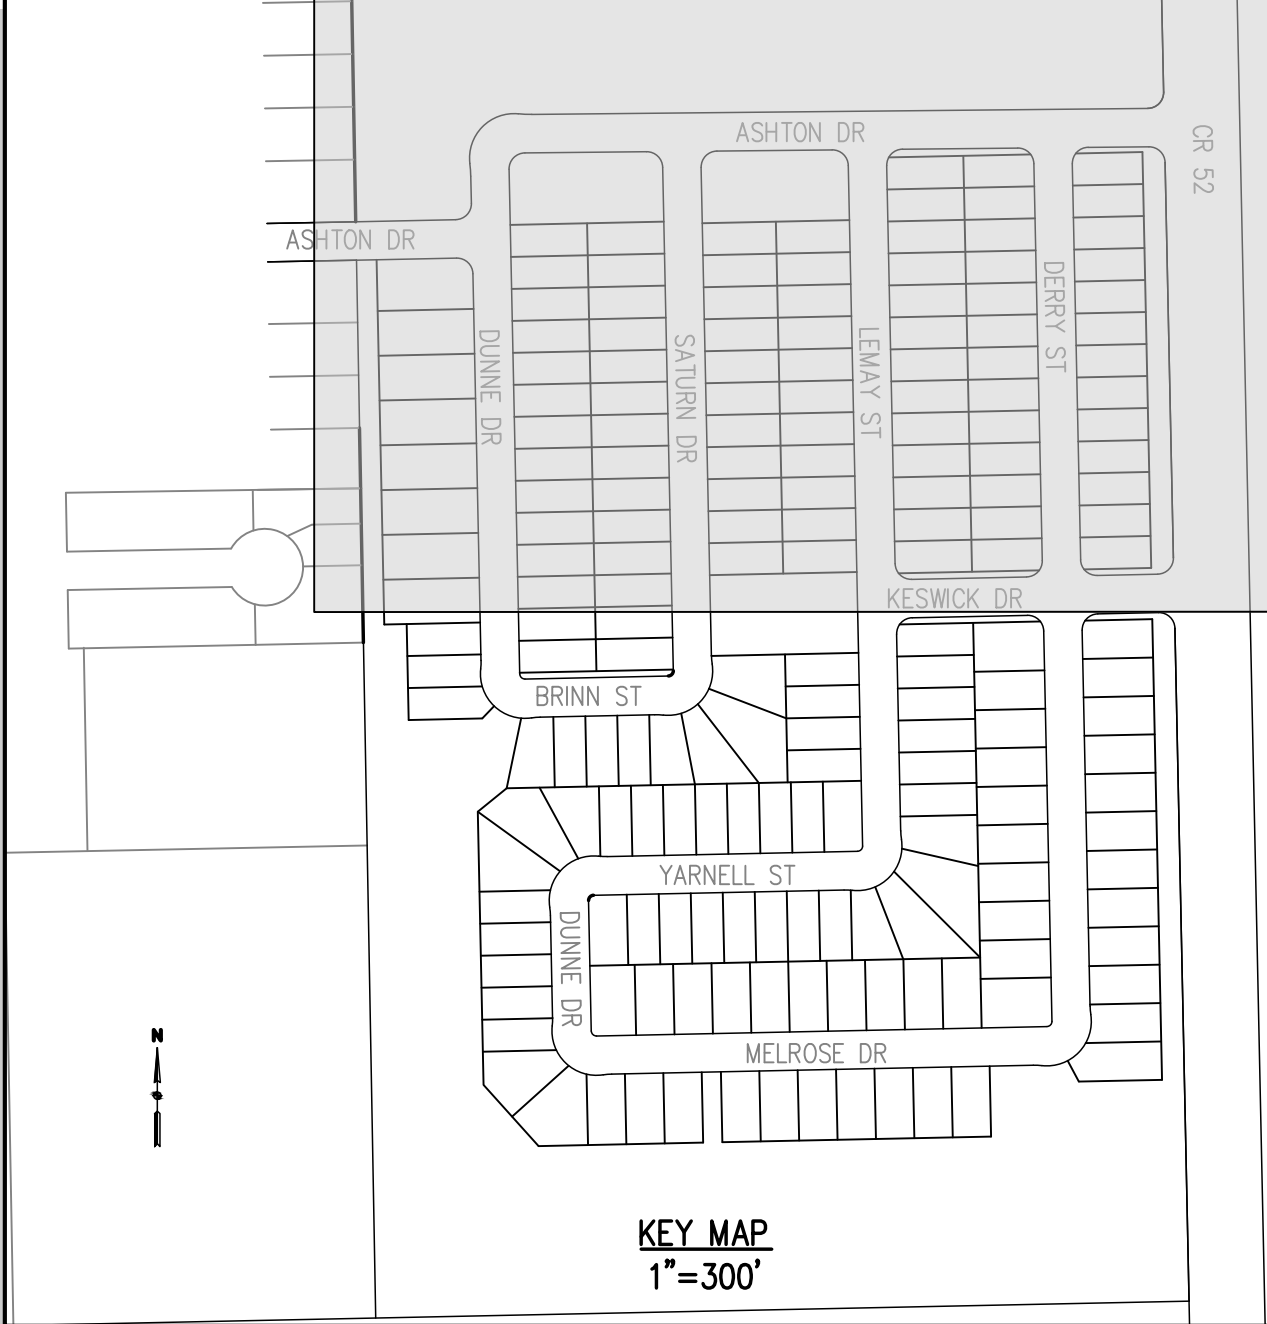 ASHTON DR
CR 52
ASHTON DR
DUNNE DR
SATURN DR
LEMAY ST
DERRY ST
KESWICK DR
BRINN ST
YARNELL ST
DUNNE DR
MELROSE DR
N
KEY MAP
1"=300'